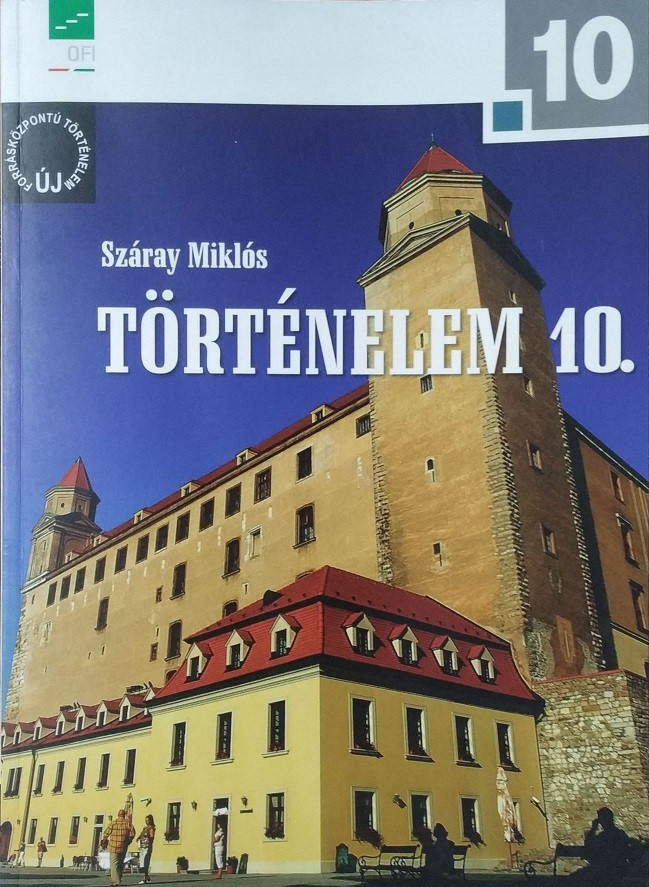 OFI
10
FORRÁSKÖZPONTÚ TÖRTÉNELEM
ÚJ
Száray Miklós
TÖRTÉNELEM 10.